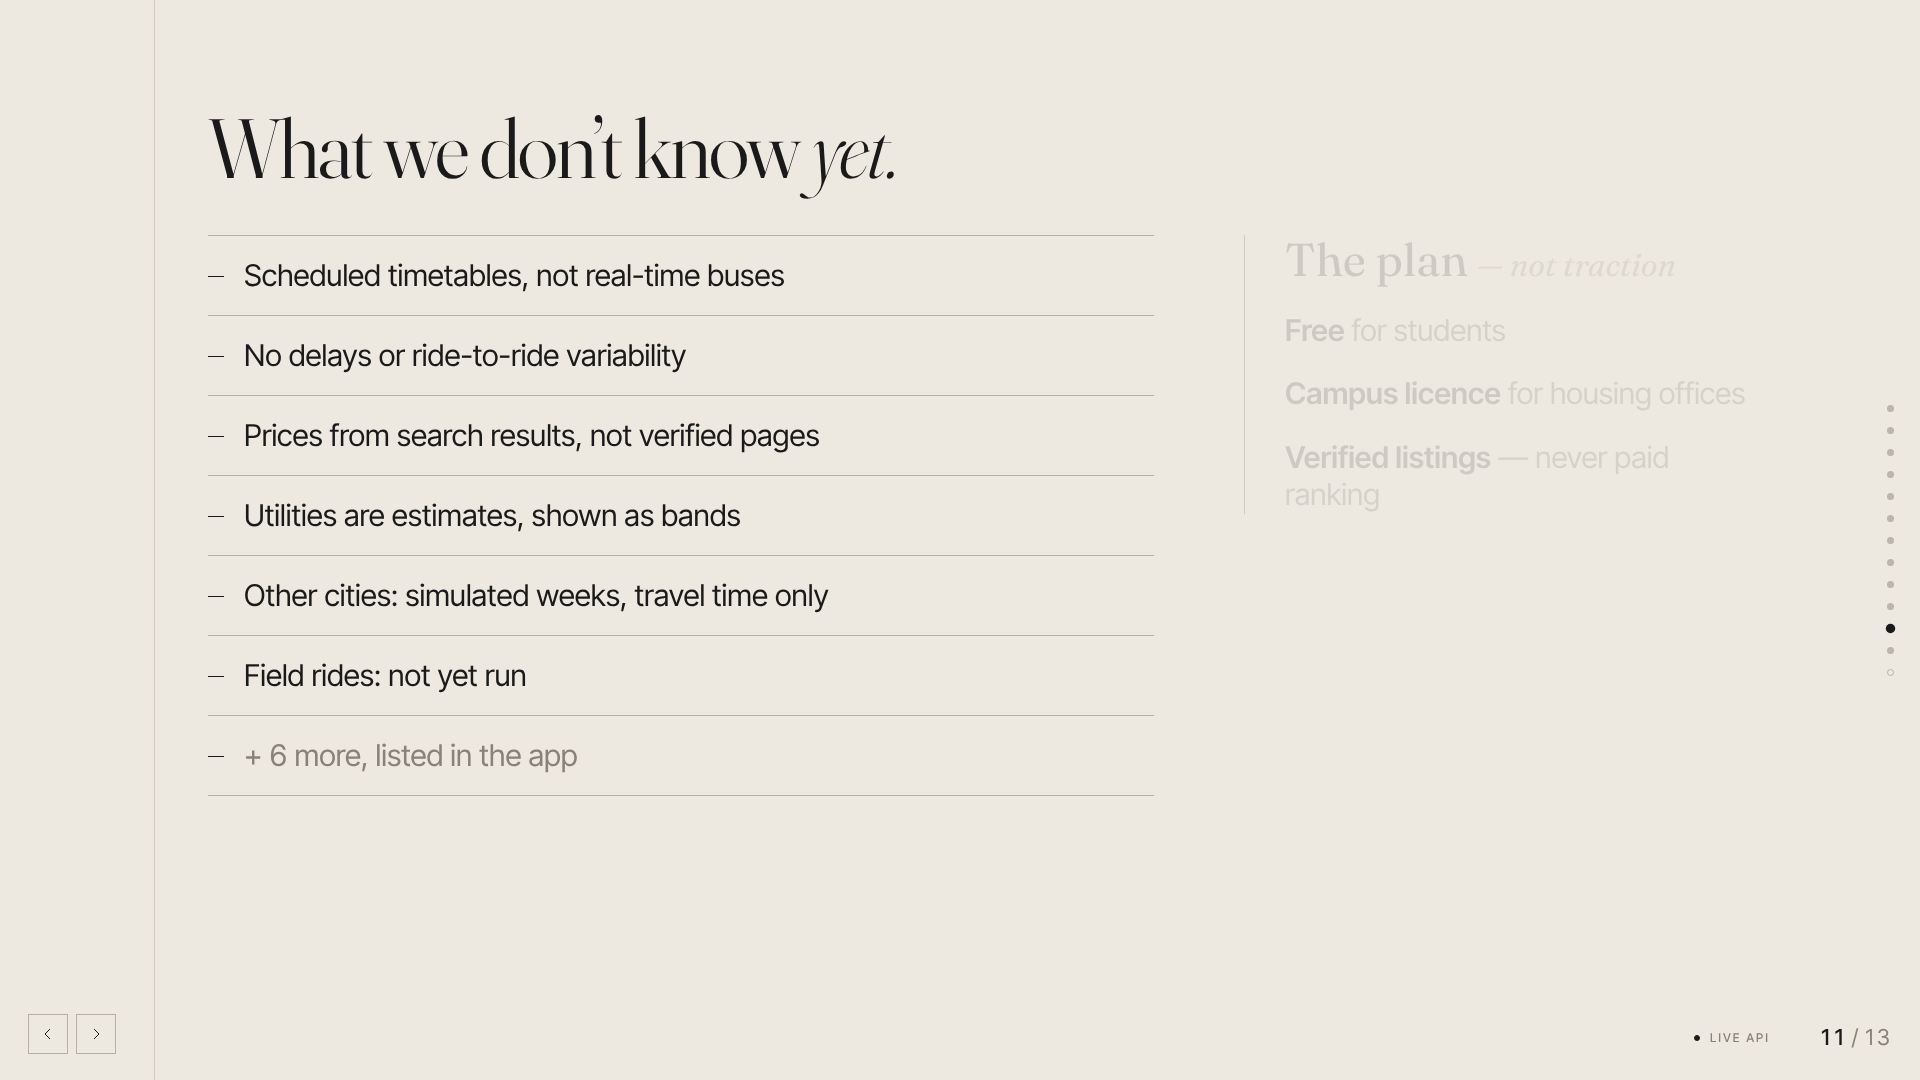 What we don’t know yet.
— Scheduled timetables, not real-time buses
— No delays or ride-to-ride variability
— Prices from search results, not verified pages
— Utilities are estimates, shown as bands
— Other cities: simulated weeks, travel time only
— Field rides: not yet run
— + 6 more, listed in the app
The plan — not traction
Free for students
Campus licence for housing offices
Verified listings — never paid
ranking
LIVE API
11 / 13